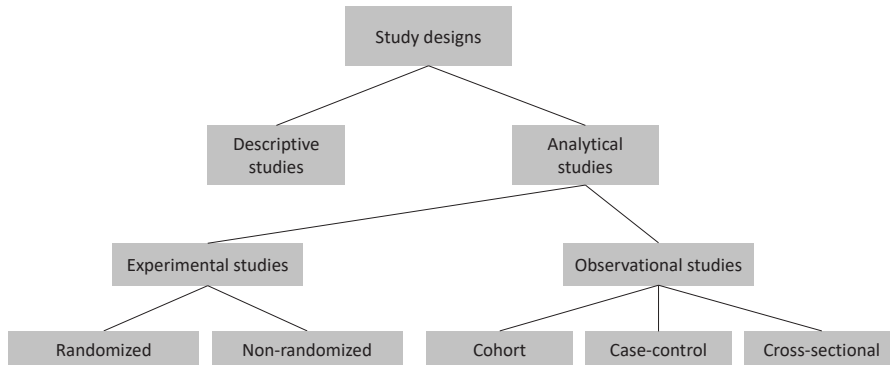 Study designs
Descriptive
studies
Analytical
studies
Experimental studies
Observational studies
Randomized
Non-randomized
Cohort
Case-control
Cross-sectional